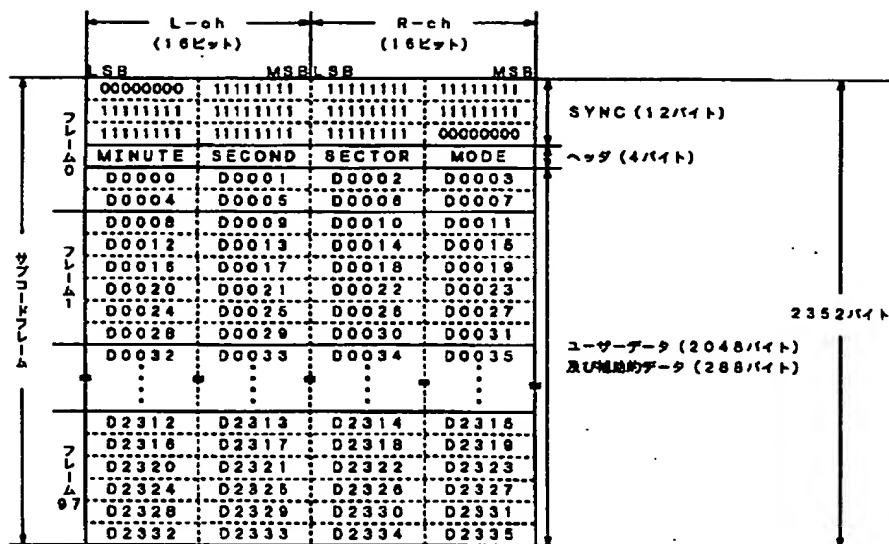 L-ch R-ch
(16ビット) (16ビット)
LSB MSB LSB MSB
00000000 11111111 11111111 11111111
11111111 11111111 11111111 11111111
11111111 11111111 11111111 00000000
SYNC (12バイト)
MINUTE SECOND SECTOR MODE
ヘッダ (4バイト)
フレーム0
D0000 D0001 D0002 D0003
D0004 D0005 D0006 D0007
D0008 D0009 D0010 D0011
D0012 D0013 D0014 D0015
フレーム1
D0016 D0017 D0018 D0019
D0020 D0021 D0022 D0023
D0024 D0025 D0026 D0027
D0028 D0029 D0030 D0031
D0032 D0033 D0034 D0035
サブコードフレーム
2352バイト
ユーザーデータ (2048バイト)
及び補助的データ (288バイト)
D2312 D2313 D2314 D2315
D2316 D2317 D2318 D2319
D2320 D2321 D2322 D2323
フレーム97
D2324 D2325 D2326 D2327
D2328 D2329 D2330 D2331
D2332 D2333 D2334 D2335